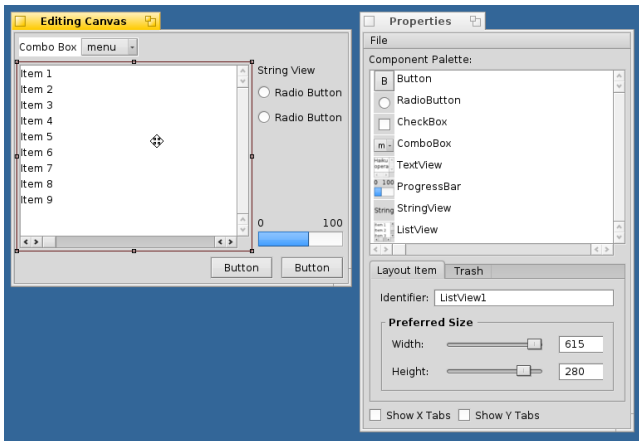 Editing Canvas
Combo Box menu
Item 1
Item 2
Item 3
Item 4
Item 5
Item 6
Item 7
Item 8
Item 9
String View
Radio Button
Radio Button
0 100
Button Button
Properties
File
Component Palette:
B Button
RadioButton
CheckBox
m ComboBox
TextView
0 100 ProgressBar
String StringView
ListView
Layout Item Trash
Identifier: ListView1
Preferred Size
Width: 615
Height: 280
Show X Tabs Show Y Tabs